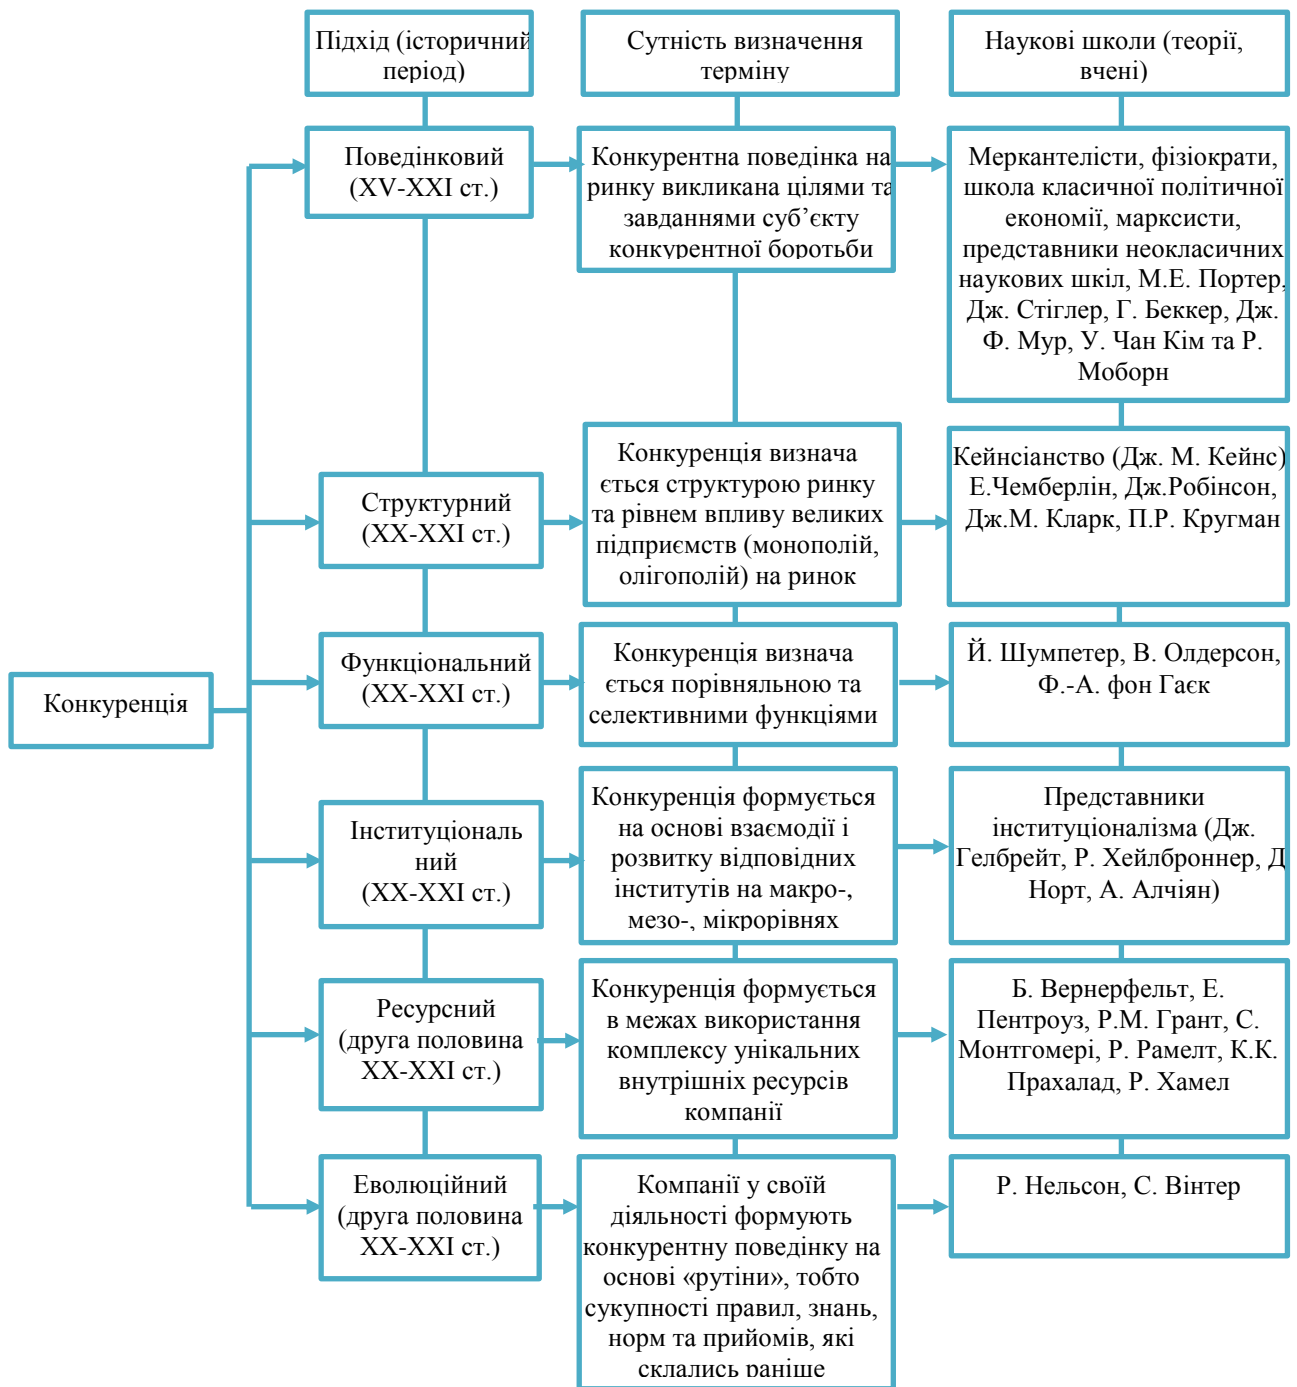 Підхід (історичний
період)
Сутність визначення
терміну
Наукові школи (теорії,
вчені)
Конкуренція
Поведінковий
(XV-XXI ст.)
Конкурентна поведінка на
ринку викликана цілями та
завданнями суб’єкту
конкурентної боротьби
Меркантелісти, фізіократи,
школа класичної політичної
економії, марксисти,
представники неокласичних
наукових шкіл, М.Е. Портер,
Дж. Стіглер, Г. Беккер, Дж.
Ф. Мур, У. Чан Кім та Р.
Моборн
Структурний
(XX-XXI ст.)
Конкуренція визнача
ється структурою ринку
та рівнем впливу великих
підприємств (монополій,
олігополій) на ринок
Кейнсіанство (Дж. М. Кейнс)
Е.Чемберлін, Дж.Робінсон,
Дж.М. Кларк, П.Р. Кругман
Функціональний
(XX-XXI ст.)
Конкуренція визнача
ється порівняльною та
селективними функціями
Й. Шумпетер, В. Олдерсон,
Ф.-А. фон Гаєк
Інституціональ
ний
(XX-XXI ст.)
Конкуренція формується
на основі взаємодії і
розвитку відповідних
інститутів на макро-,
мезо-, мікрорівнях
Представники
інституціоналізма (Дж.
Гелбрейт, Р. Хейлброннер, Д
Норт, А. Алчіян)
Ресурсний
(друга половина
XX-XXI ст.)
Конкуренція формується
в межах використання
комплексу унікальних
внутрішніх ресурсів
компанії
Б. Вернерфельт, Е.
Пентроуз, Р.М. Грант, С.
Монтгомері, Р. Рамелт, К.К.
Прахалад, Р. Хамел
Еволюційний
(друга половина
XX-XXI ст.)
Компанії у своїй
діяльності формують
конкурентну поведінку на
основі «рутіни», тобто
сукупності правил, знань,
норм та прийомів, які
склались раніше
Р. Нельсон, С. Вінтер